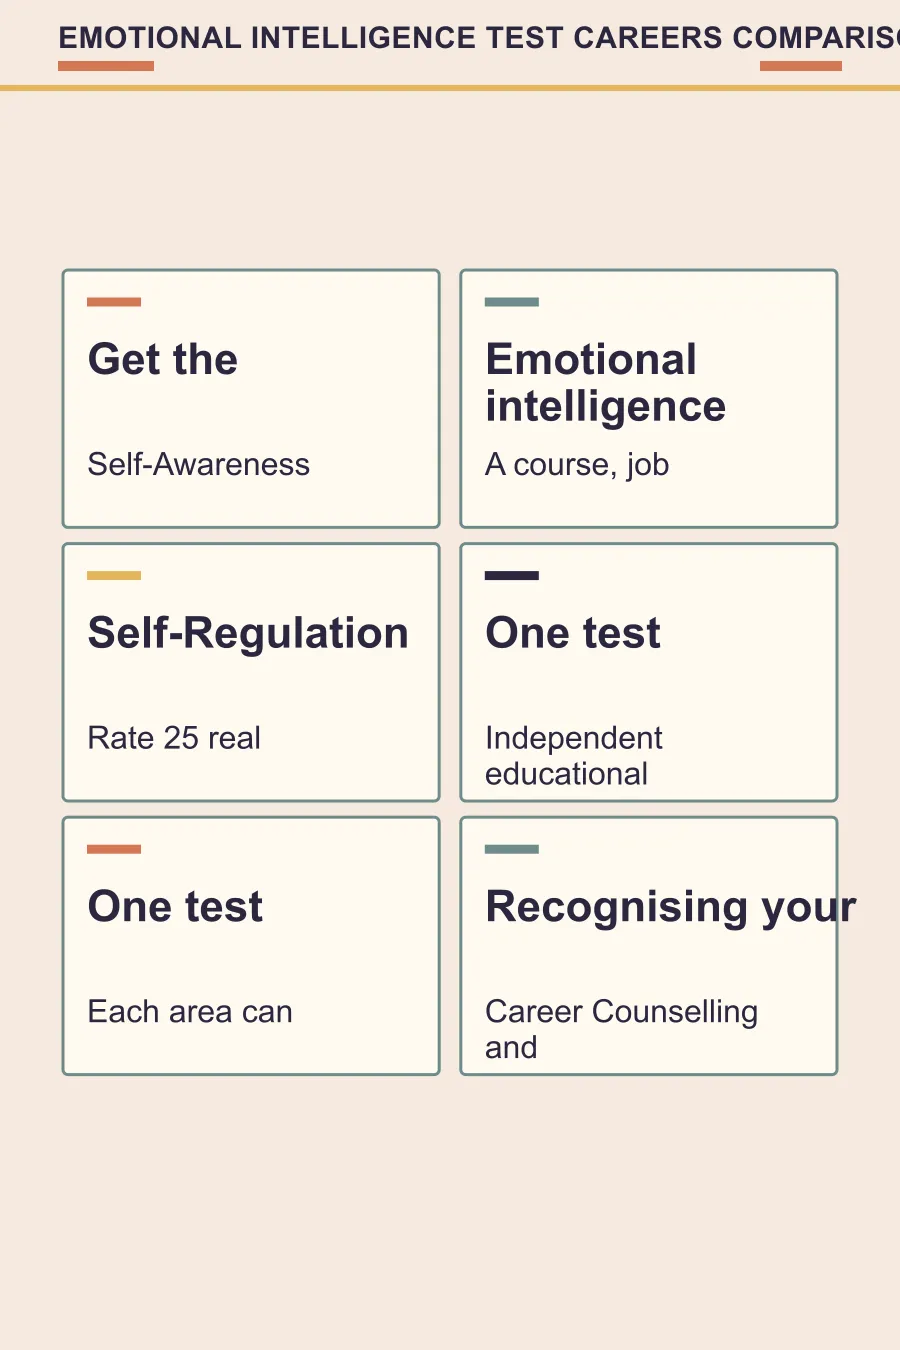 EMOTIONAL INTELLIGENCE TEST CAREERS COMPARISO
Get the
Self-Awareness
Emotional
intelligence
A course, job
Self-Regulation
Rate 25 real
One test
Independent
educational
One test
Each area can
Recognising your
Career Counselling
and